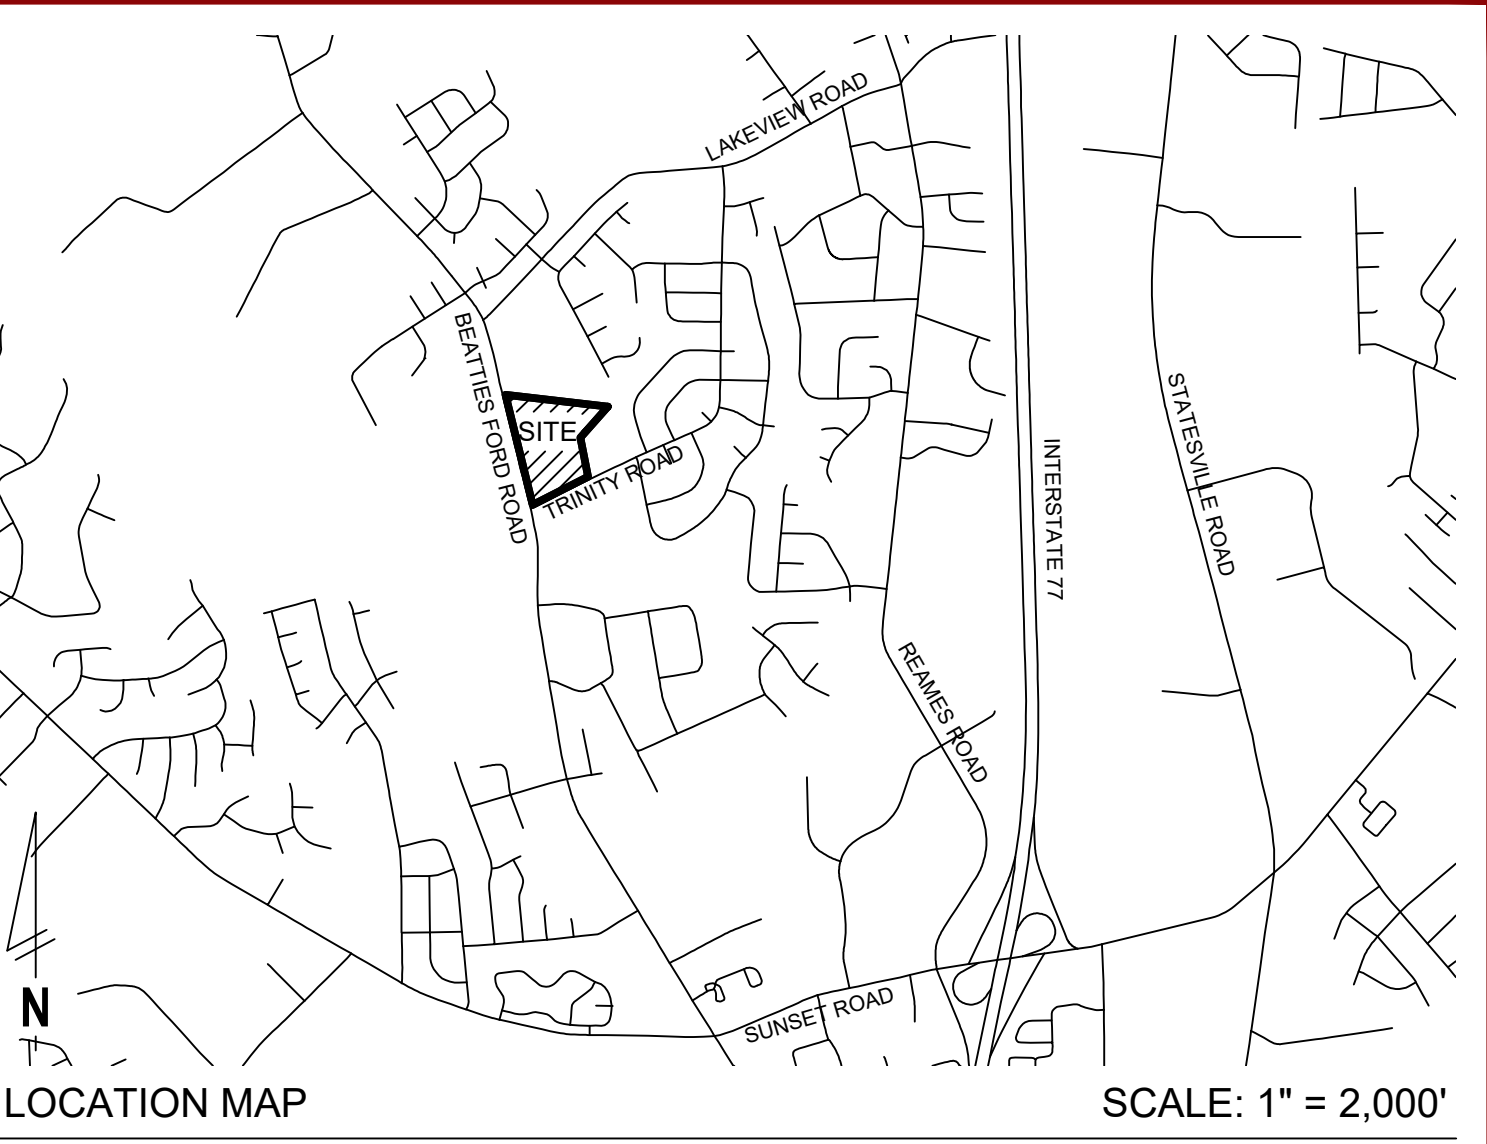 LAKEVIEW ROAD
BEATTIES FORD ROAD
SITE
TRINITY ROAD
INTERSTATE 77
STATESVILLE ROAD
REAMES ROAD
SUNSET ROAD
N
LOCATION MAP
SCALE: 1" = 2,000'